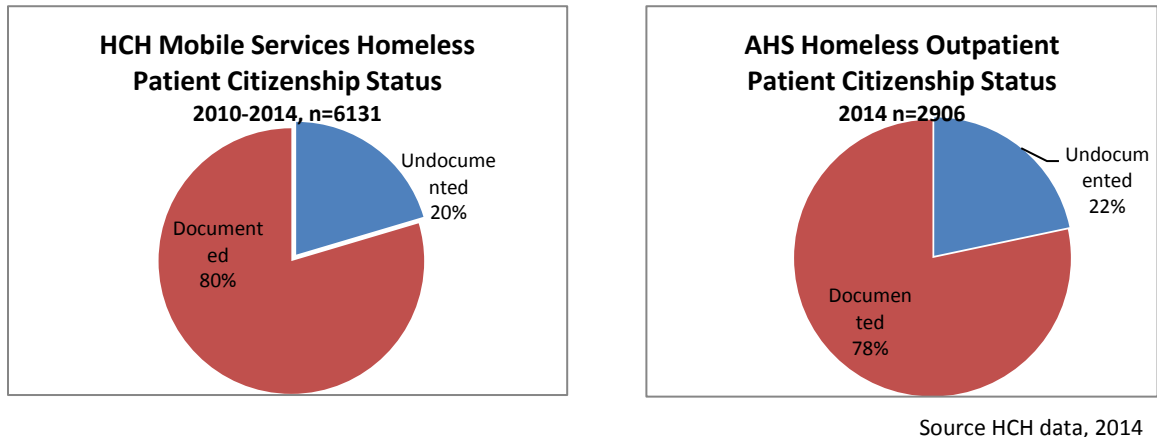 HCH Mobile Services Homeless
Patient Citizenship Status
2010-2014, n=6131
Undocume
nted
20%
Document
ed
80%
AHS Homeless Outpatient
Patient Citizenship Status
2014 n=2906
Undocum
ented
22%
Documen
ted
78%
Source HCH data, 2014